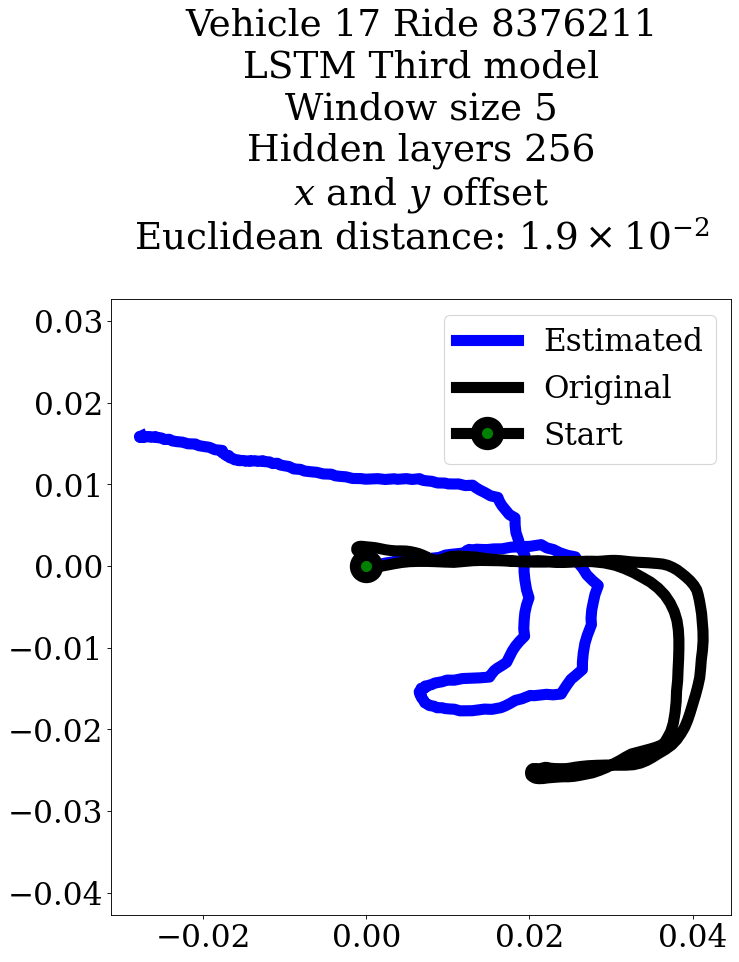 Vehicle 17 Ride 8376211
LSTM Third model
Window size 5
Hidden layers 256
x and y offset
Euclidean distance: 1.9 × 10⁻²
Estimated
Original
Start
0.03
0.02
0.01
0.00
−0.01
−0.02
−0.03
−0.04
−0.02 0.00 0.02 0.04